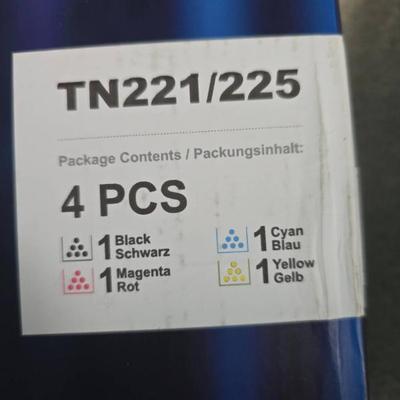 TN221/225
Package Contents / Packungsinhalt:
4 PCS
1 Black Schwarz
1 Cyan Blau
1 Magenta Rot
1 Yellow Gelb